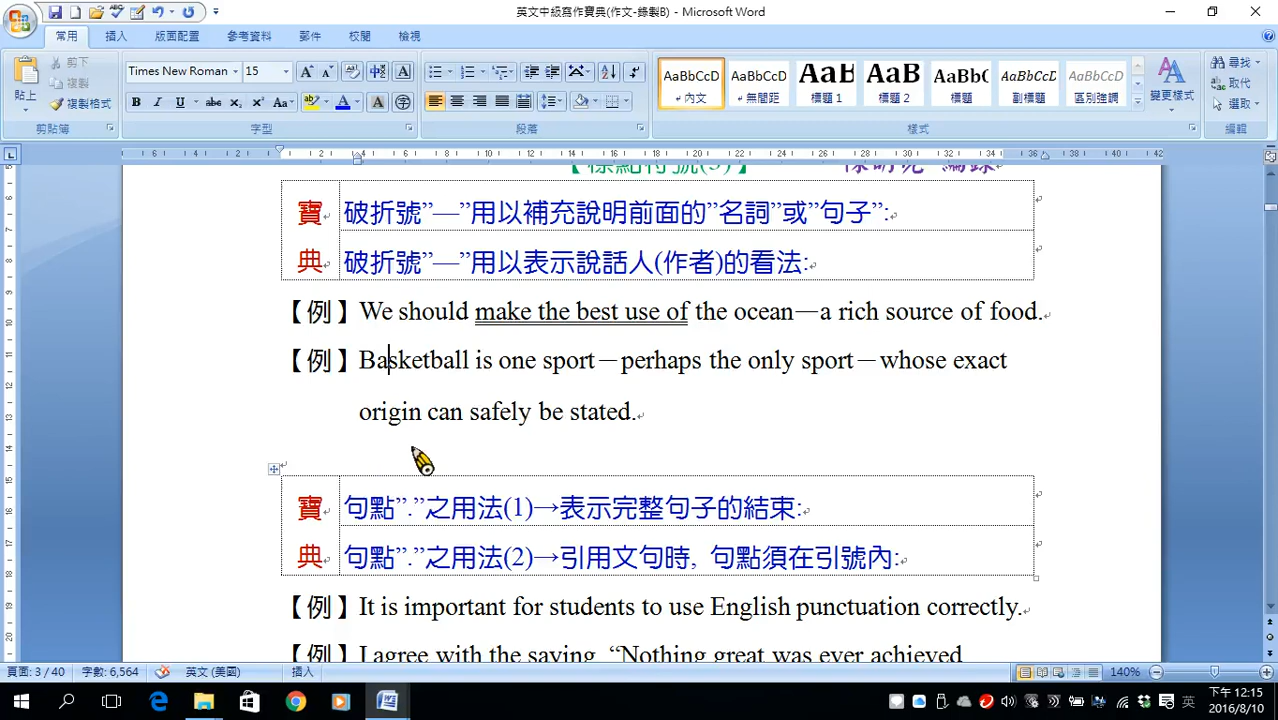 英文中級寫作寶典(作文-錄製B) - Microsoft Word
常用 插入 版面配置 參考資料 郵件 校閱 檢視
貼上 剪下 複製 複製格式 剪貼簿
Times New Roman 15 字型
段落
AaBbCcD 內文 AaBbCcD 無間距 標題 1 標題 2 AaBbC 標題 AaBbCcD 副標題 AaBbCcD 區別強調 樣式
變更樣式
尋找 取代 選取 編輯
寶 破折號”—”用以補充說明前面的”名詞”或”句子”:
典 破折號”—”用以表示說話人(作者)的看法:
【例】We should make the best use of the ocean—a rich source of food.
【例】Basketball is one sport—perhaps the only sport—whose exact
origin can safely be stated.
寶 句點”.”之用法(1)→表示完整句子的結束:
典 句點”.”之用法(2)→引用文句時, 句點須在引號內:
【例】It is important for students to use English punctuation correctly.
【例】I agree with the saying, “Nothing great was ever achieved
頁面: 3 / 40 字數: 6,564 英文 (美國) 插入 140%
英 下午 12:15
2016/8/10